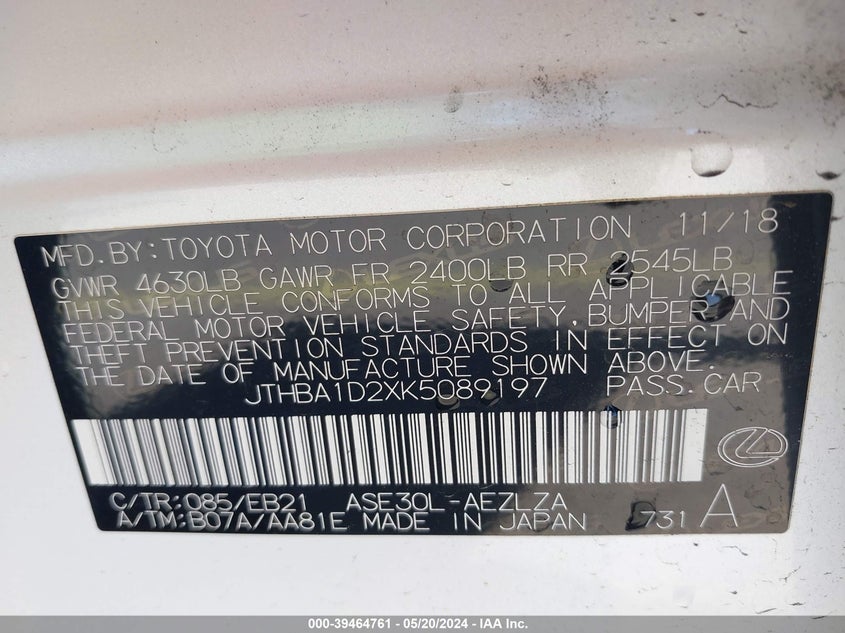 MFD. BY: TOYOTA MOTOR CORPORATION 11/18
GVWR 4630LB GAWR FR 2400LB RR 2545LB
THIS VEHICLE CONFORMS TO ALL APPLICABLE
FEDERAL MOTOR VEHICLE SAFETY, BUMPER AND
THEFT PREVENTION STANDARDS IN EFFECT ON
THE DATE OF MANUFACTURE SHOWN ABOVE.
JTHBA1D2XK5089197 PASS. CAR
C/TR: 085/EB21 ASE30L-AEZLZA
A/TM: B07A/AA81E MADE IN JAPAN 731 A
000-39464761 - 05/20/2024 - IAA Inc.